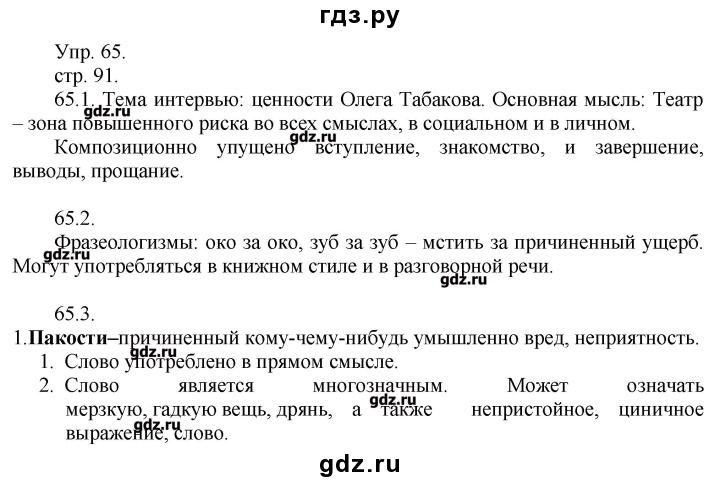 гдз.ру
Упр. 65.
стр. 91.
65.1. Тема интервью: ценности Олега Табакова. Основная мысль: Театр
gdz.ru
– зона повышенного риска во всех смыслах, в социальном и в личном.
gdz.ru
Композиционно упущено вступление, знакомство, и завершение,
выводы, прощание.
65.2.
Фразеологизмы: око за око, зуб за зуб – мстить за причиненный ущерб.
gdz.ru
Могут употребляться в книжном стиле и в разговорной речи.
gdz.ru
65.3.
1.Пакости–причиненный кому-чему-нибудь умышленно вред, неприятность.
gdz.ru
1. Слово употреблено в прямом смысле.
2. Слово является многозначным. Может означать
мерзкую, гадкую вещь, дрянь, а также непристойное, циничное
gdz.ru
выражение, слово.
gdz.ru
gdz.ru